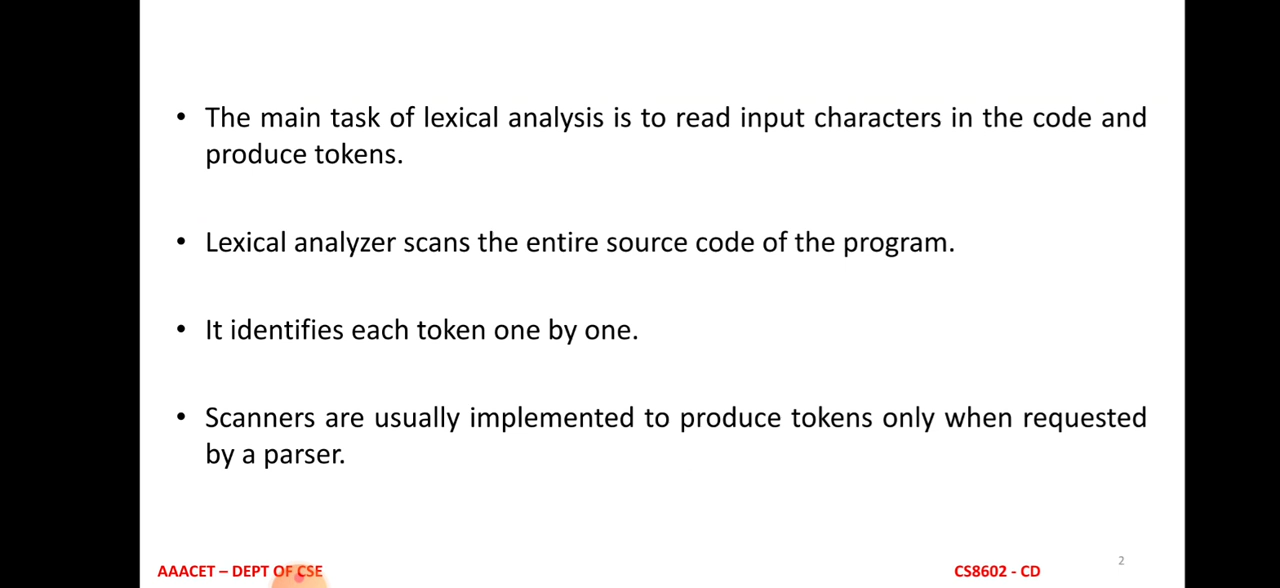 • The main task of lexical analysis is to read input characters in the code and
produce tokens.
• Lexical analyzer scans the entire source code of the program.
• It identifies each token one by one.
• Scanners are usually implemented to produce tokens only when requested
by a parser.
2
AAACET – DEPT OF CSE
CS8602 - CD